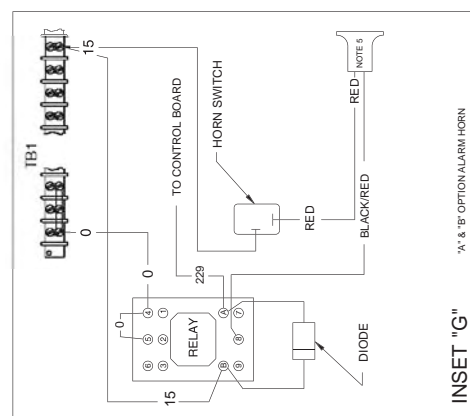 15
TB1
0
TO CONTROL BOARD
HORN SWITCH
NOTE 5
RED
RED
BLACK/RED
0
229
0
4
1
A
7
5
2
RELAY
8
6
3
B
9
15
DIODE
"A" & "B" OPTION ALARM HORN
INSET "G"